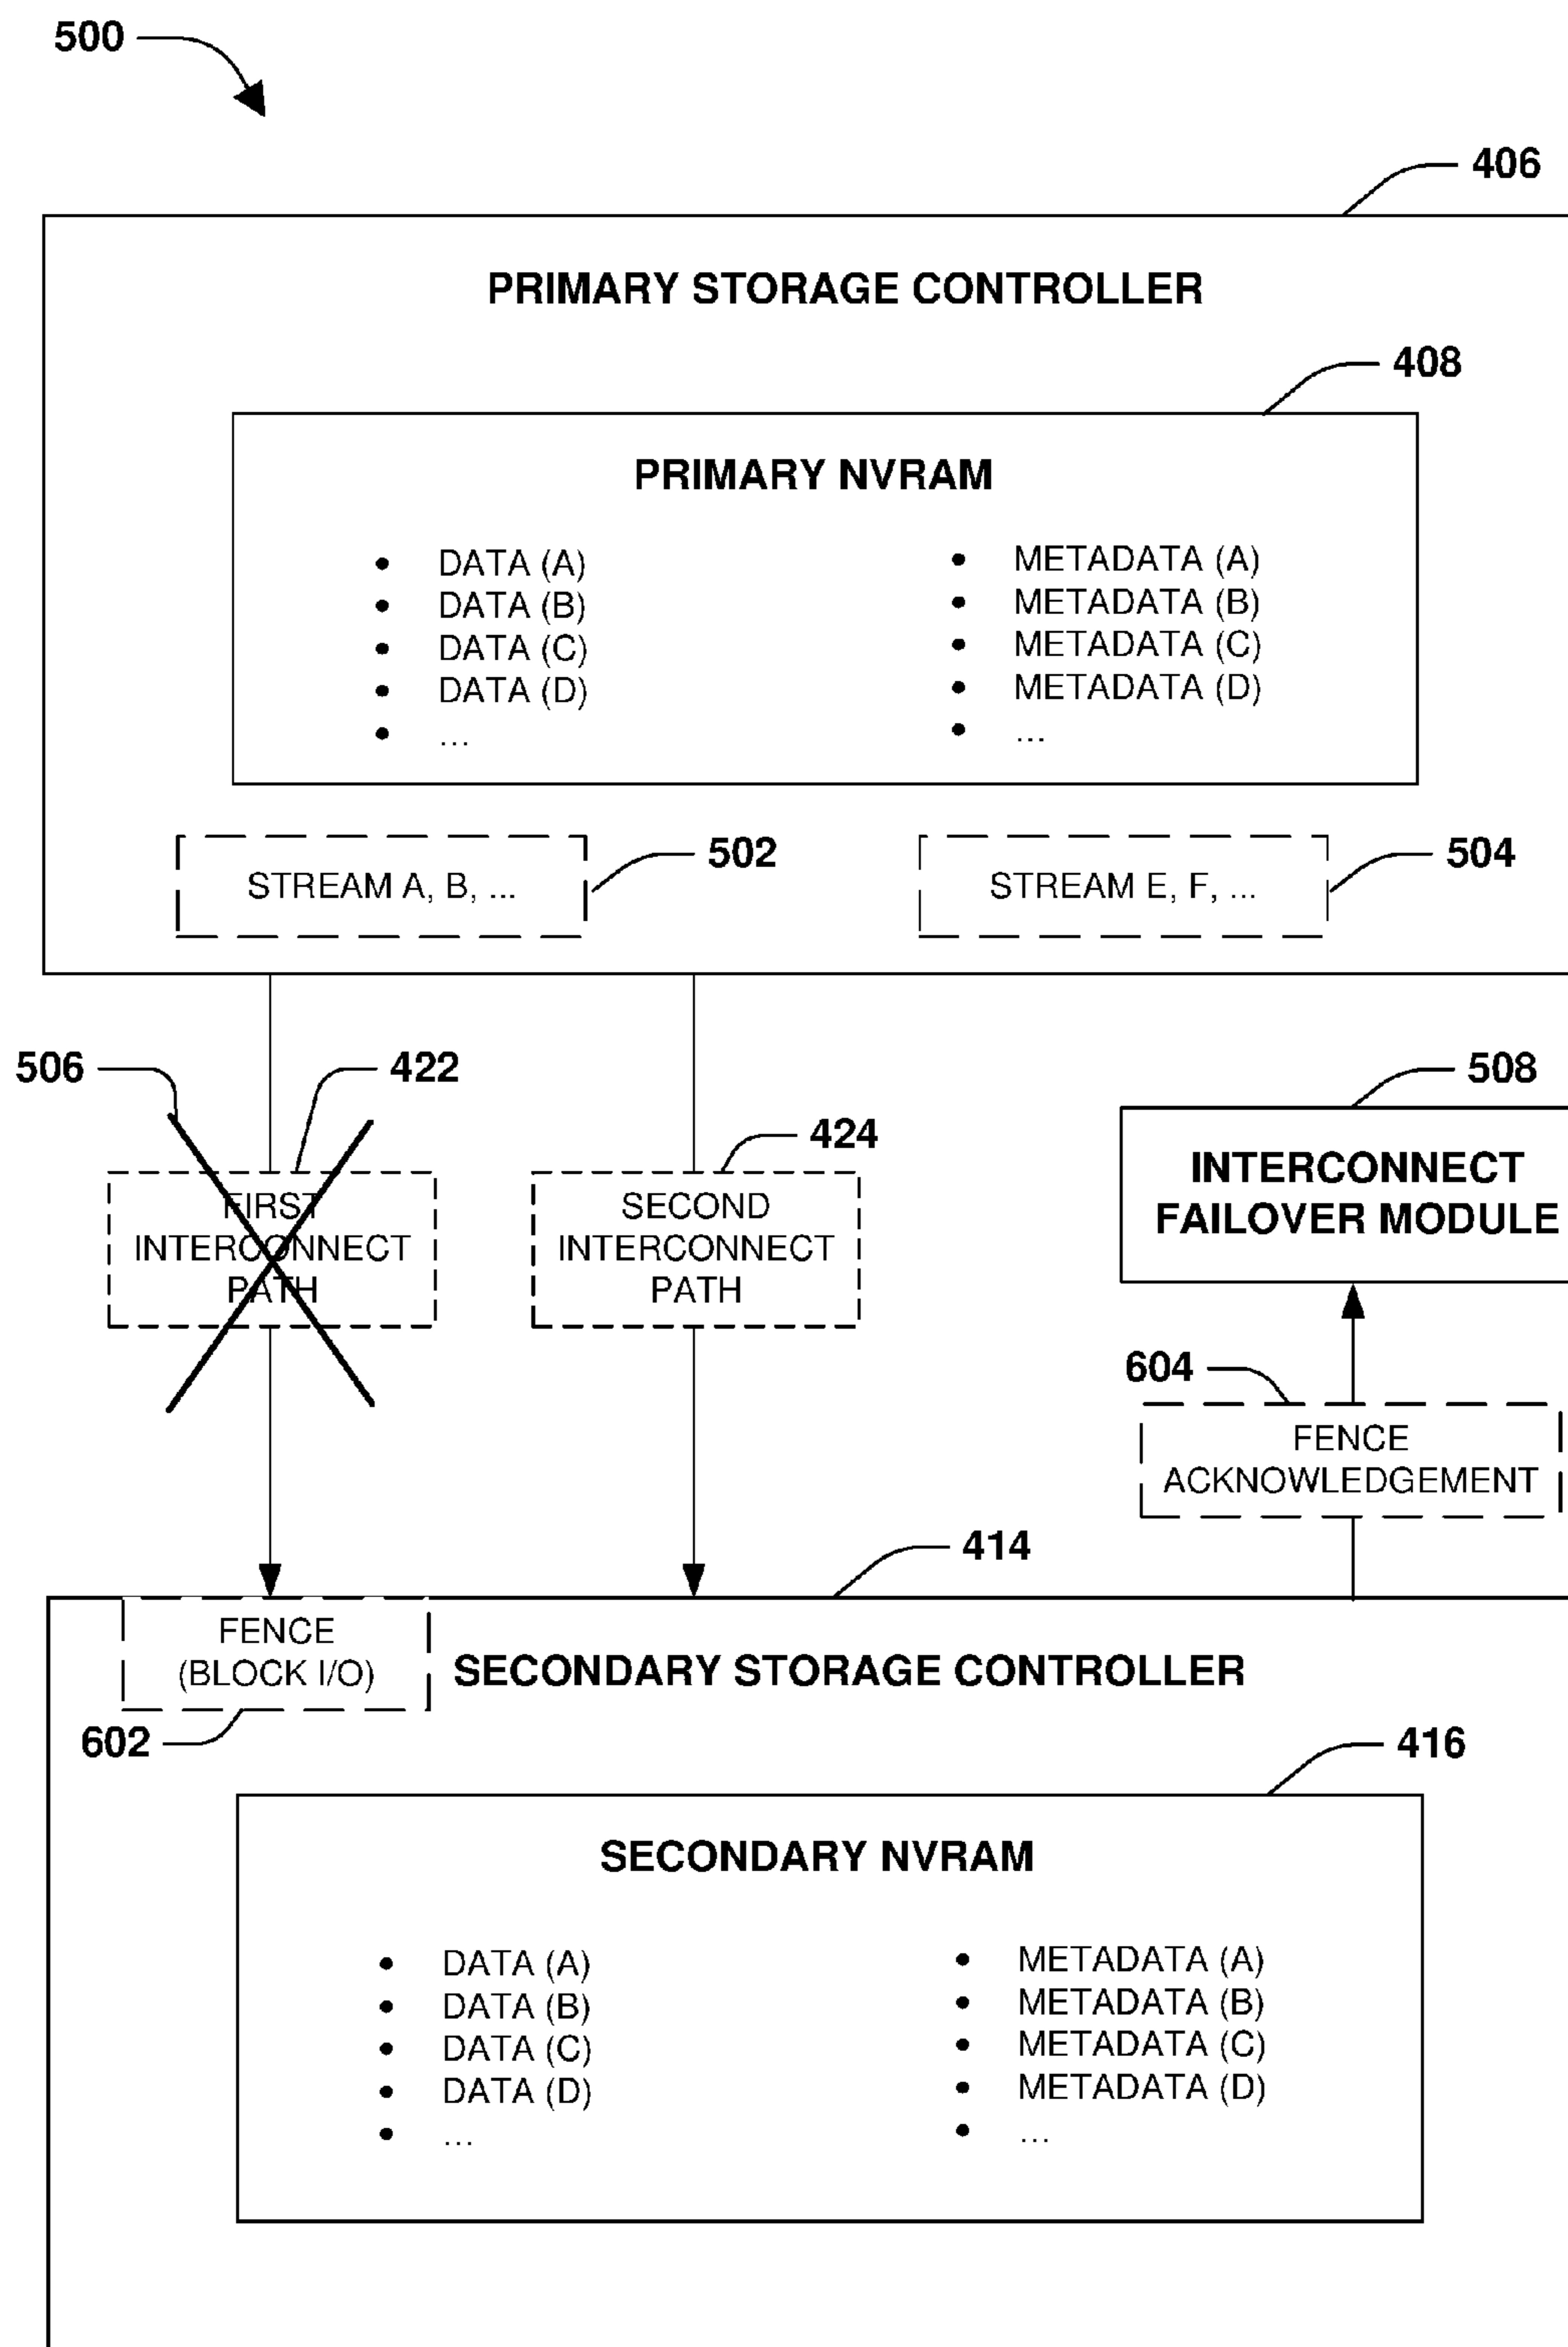 500
406
PRIMARY STORAGE CONTROLLER
408
PRIMARY NVRAM
• DATA (A)
• DATA (B)
• DATA (C)
• DATA (D)
• ...
• METADATA (A)
• METADATA (B)
• METADATA (C)
• METADATA (D)
• ...
STREAM A, B, ...
502
STREAM E, F, ...
504
506
422
FIRST
INTERCONNECT
PATH
424
SECOND
INTERCONNECT
PATH
508
INTERCONNECT
FAILOVER MODULE
604
FENCE
ACKNOWLEDGEMENT
414
FENCE
(BLOCK I/O)
602
SECONDARY STORAGE CONTROLLER
416
SECONDARY NVRAM
• DATA (A)
• DATA (B)
• DATA (C)
• DATA (D)
• ...
• METADATA (A)
• METADATA (B)
• METADATA (C)
• METADATA (D)
• ...